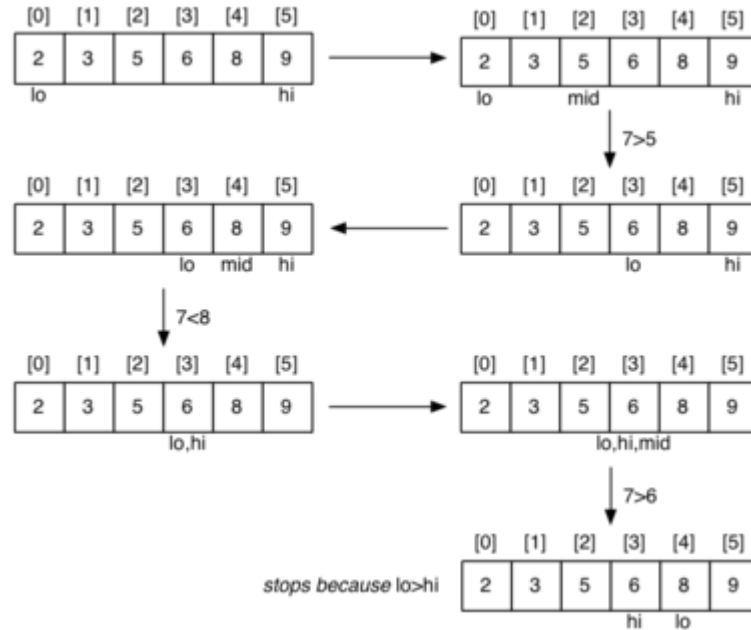 [0] [1] [2] [3] [4] [5]
2 3 5 6 8 9
lo hi
[0] [1] [2] [3] [4] [5]
2 3 5 6 8 9
lo mid hi
7>5
[0] [1] [2] [3] [4] [5]
2 3 5 6 8 9
lo hi
[0] [1] [2] [3] [4] [5]
2 3 5 6 8 9
lo mid hi
7<8
[0] [1] [2] [3] [4] [5]
2 3 5 6 8 9
lo,hi
[0] [1] [2] [3] [4] [5]
2 3 5 6 8 9
lo,hi,mid
7>6
[0] [1] [2] [3] [4] [5]
stops because lo>hi
2 3 5 6 8 9
hi lo